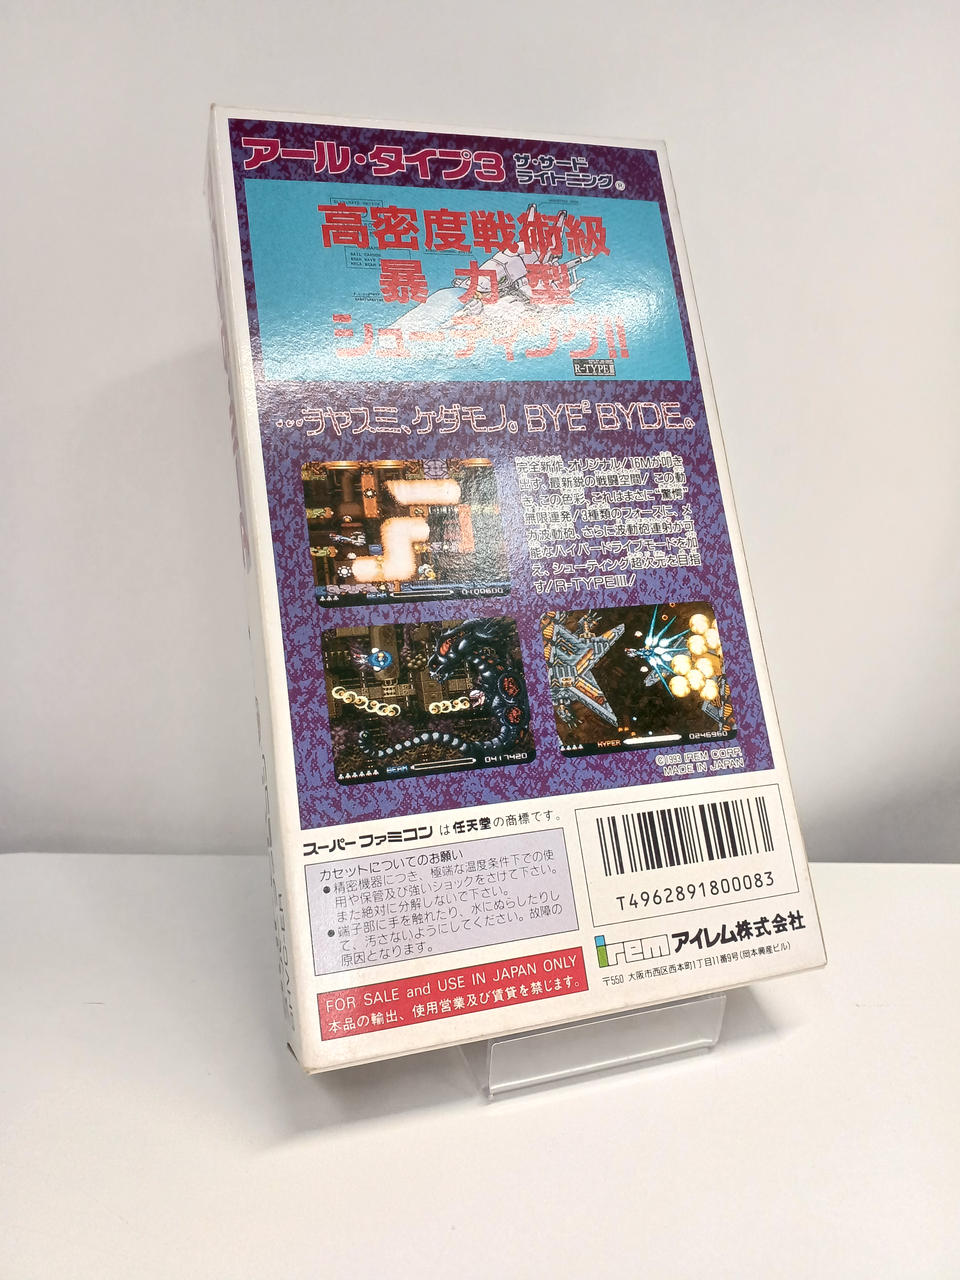 アール・タイプ3 ザ・サード
ライトニング®
高密度戦術級
暴力型
シューティング!!
R-TYPEⅢ
…ヲヤスミ、ケダモノ。BYE² BYDE。
完全新作、オリジナル! 16Mが叩き
出す、最新鋭の戦闘空間! この動
き、この色彩、これはまさに"驚愕"
無限連発! 3種類のフォースに、メ
ガ波動砲、さらに波動砲連射が可
能なハイパードライブモードを加
え、シューティング超次元を目指
す! R-TYPEⅢ!
BEAM 0109600
BEAM 0417420
HYPER 0246960
©1993 IREM CORP.
MADE IN JAPAN
スーパーファミコンは任天堂の商標です。
カセットについてのお願い
●精密機器につき、極端な温度条件下での使
用や保管及び強いショックをさけて下さい。
また絶対に分解しないで下さい。
●端子部に手を触れたり、水にぬらしたりし
て、汚さないようにしてください。故障の
原因となります。
FOR SALE and USE IN JAPAN ONLY
本品の輸出、使用営業及び賃貸を禁じます。
T4962891800083
irem アイレム株式会社
〒550 大阪市西区西本町1丁目11番9号(岡本興産ビル)